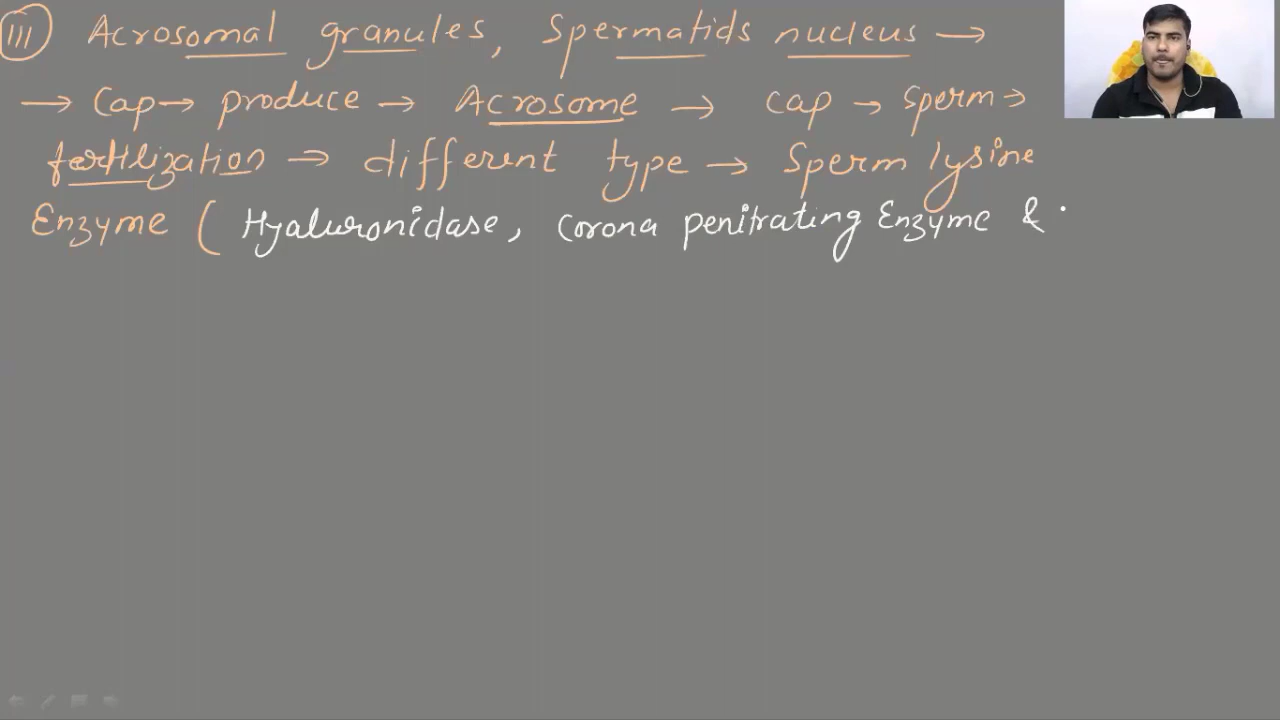 (iii) Acrosomal granules, Spermatids nucleus →
→ Cap → produce → Acrosome → cap → sperm →
fertilization → different type → Sperm lysine
Enzyme ( Hyaluronidase, corona penitrating Enzyme &